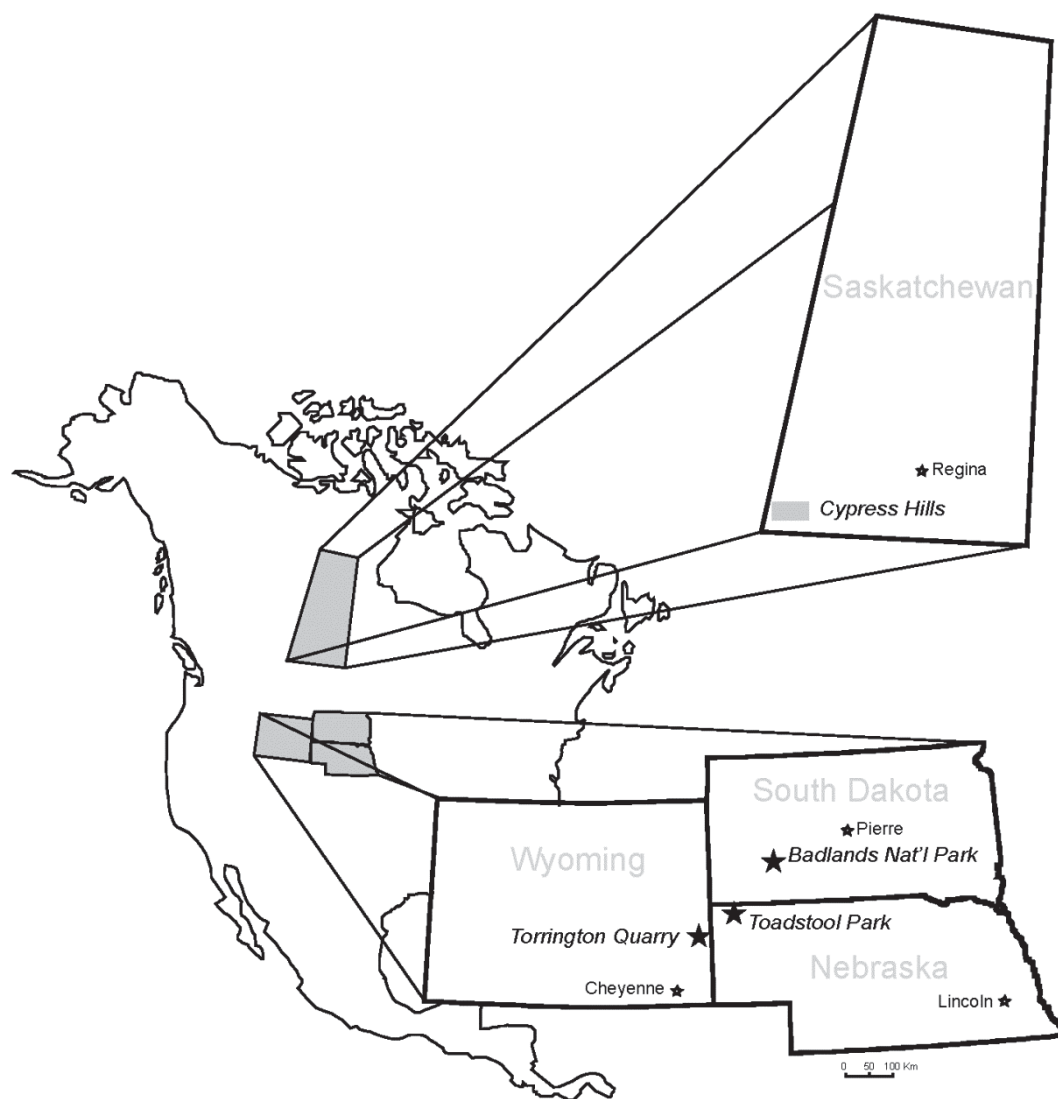 Saskatchewan
Regina
Cypress Hills
South Dakota
Pierre
Badlands Nat'l Park
Wyoming
Toadstool Park
Torrington Quarry
Nebraska
Cheyenne
Lincoln
0 50 100 Km